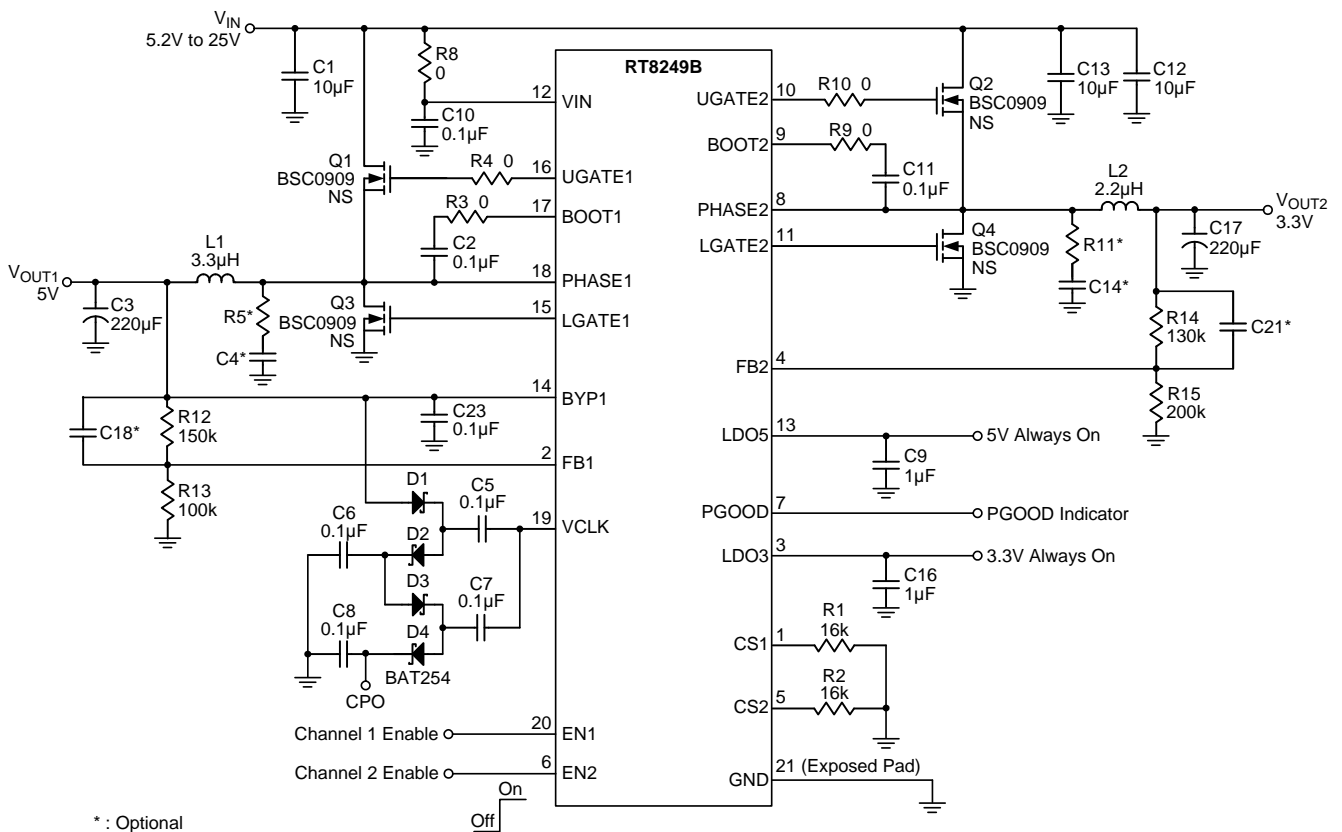 VIN
5.2V to 25V
C1
10µF
R8
0
12
VIN
C10
0.1µF
RT8249B
UGATE2
10
R10 0
Q2
BSC0909
NS
C13
10µF
C12
10µF
Q1
BSC0909
NS
R4 0
16
UGATE1
BOOT2
9
R9 0
C11
0.1µF
R3 0
17
BOOT1
C2
0.1µF
PHASE2
8
L2
2.2µH
VOUT2
3.3V
VOUT1
5V
L1
3.3µH
18
PHASE1
LGATE2
11
Q4
BSC0909
NS
R11*
C14*
C17
220µF
C3
220µF
R5*
C4*
Q3
BSC0909
NS
15
LGATE1
R14
130k
C21*
FB2
4
R15
200k
C18*
R12
150k
14
BYP1
C23
0.1µF
2
FB1
R13
100k
LDO5
13
5V Always On
C9
1µF
D1
C5
0.1µF
19
VCLK
C6
0.1µF
D2
D3
C7
0.1µF
C8
0.1µF
D4
BAT254
CPO
PGOOD
7
PGOOD Indicator
LDO3
3
3.3V Always On
C16
1µF
CS1
1
R1
16k
CS2
5
R2
16k
Channel 1 Enable
20
EN1
Channel 2 Enable
6
EN2
GND
21 (Exposed Pad)
On
Off
* : Optional